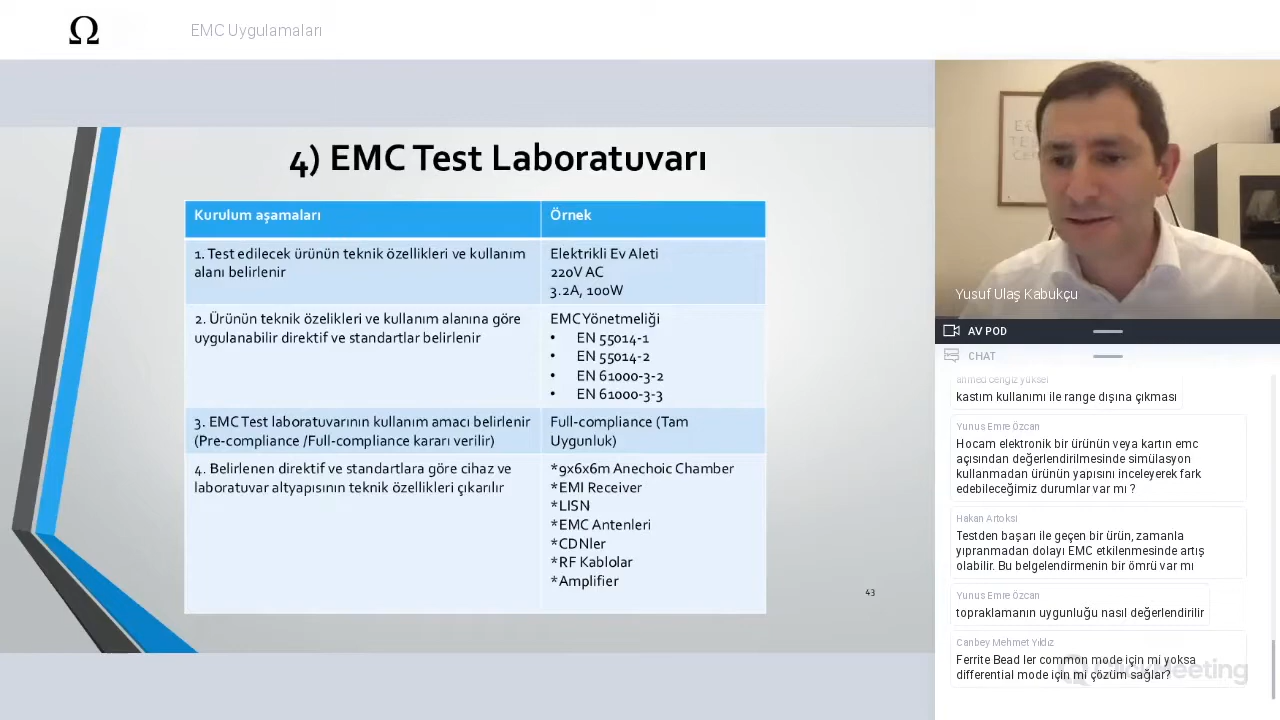 Ω
EMC Uygulamaları
4) EMC Test Laboratuvarı
Kurulum aşamaları
Örnek
1. Test edilecek ürünün teknik özellikleri ve kullanım
alanı belirlenir
Elektrikli Ev Aleti
220V AC
3.2A, 100W
2. Ürünün teknik özelikleri ve kullanım alanına göre
uygulanabilir direktif ve standartlar belirlenir
EMC Yönetmeliği
• EN 55014-1
• EN 55014-2
• EN 61000-3-2
• EN 61000-3-3
3. EMC Test laboratuvarının kullanım amacı belirlenir
(Pre-compliance /Full-compliance kararı verilir)
Full-compliance (Tam
Uygunluk)
4. Belirlenen direktif ve standartlara göre cihaz ve
laboratuvar altyapısının teknik özellikleri çıkarılır
*9x6x6m Anechoic Chamber
*EMI Receiver
*LISN
*EMC Antenleri
*CDNler
*RF Kablolar
*Amplifier
43
Yusuf Ulaş Kabukçu
AV POD
CHAT
ahmed cengiz yüksel
kastım kullanımı ile range dışına çıkması
Yunus Emre Özcan
Hocam elektronik bir ürünün veya kartın emc
açısından değerlendirilmesinde simülasyon
kullanmadan ürünün yapısını inceleyerek fark
edebileceğimiz durumlar var mı ?
Hakan Artoksi
Testden başarı ile geçen bir ürün, zamanla
yıpranmadan dolayı EMC etkilenmesinde artış
olabilir. Bu belgelendirmenin bir ömrü var mı
Yunus Emre Özcan
topraklamanın uygunluğu nasıl değerlendirilir
Canbey Mehmet Yıldız
Ferrite Bead ler common mode için mi yoksa
differential mode için mi çözüm sağlar?